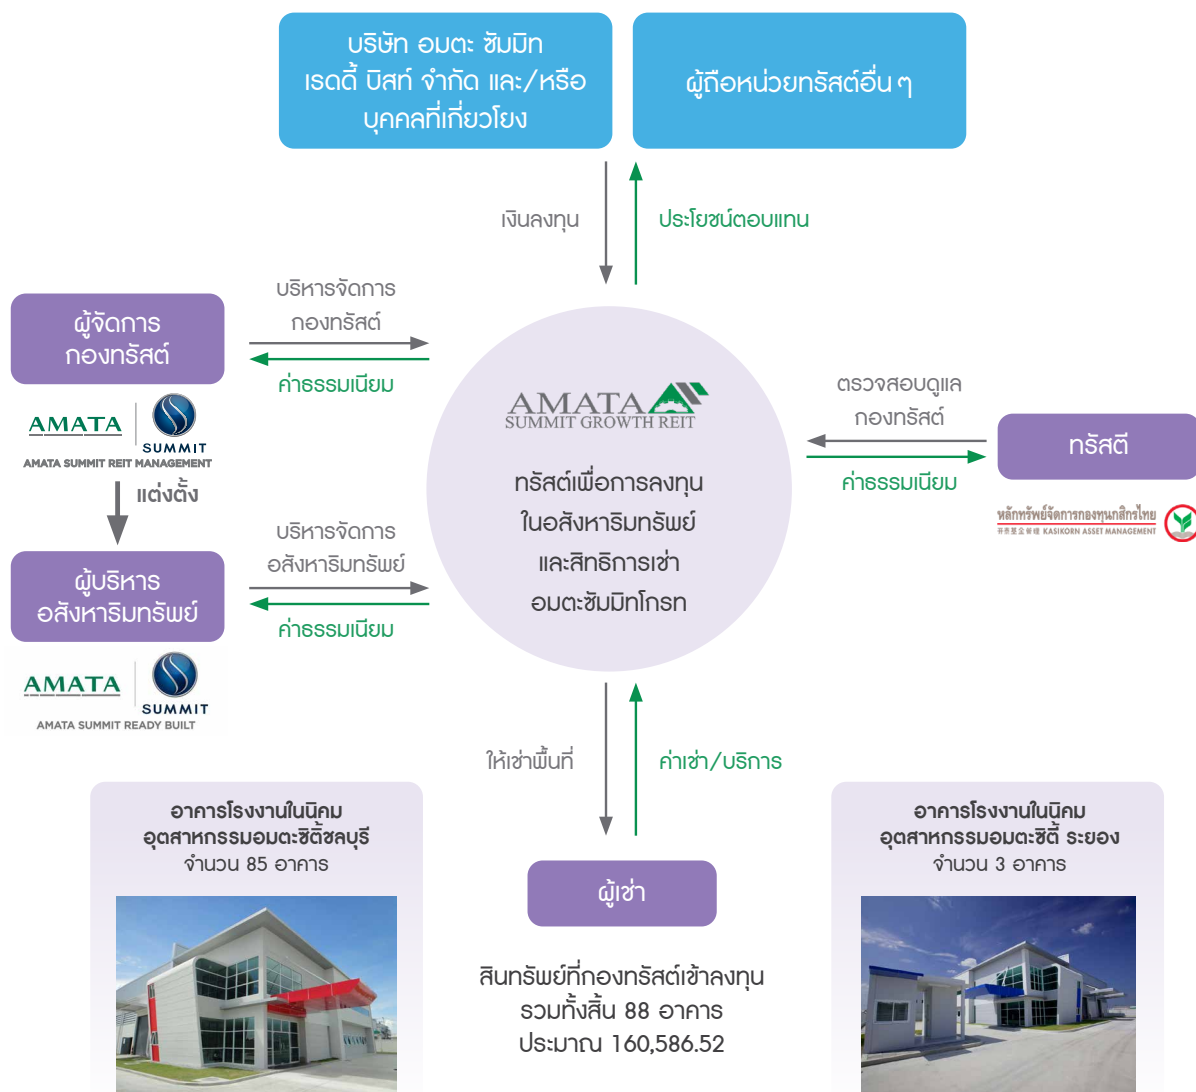 บริษัท อมตะ ซัมมิท
เรดดี้ บิลท์ จำกัด และ/หรือ
บุคคลที่เกี่ยวโยง
ผู้ถือหน่วยทรัสต์อื่น ๆ
เงินลงทุน
ประโยชน์ตอบแทน
บริหารจัดการ
กองทรัสต์
ค่าธรรมเนียม
ผู้จัดการ
กองทรัสต์
AMATA
SUMMIT
AMATA SUMMIT REIT MANAGEMENT
แต่งตั้ง
AMATA
SUMMIT GROWTH REIT
ทรัสต์เพื่อการลงทุน
ในอสังหาริมทรัพย์
และสิทธิการเช่า
อมตะซัมมิทโกรท
ตรวจสอบดูแล
กองทรัสต์
ค่าธรรมเนียม
ทรัสตี
หลักทรัพย์จัดการกองทุนกสิกรไทย
KASIKORN ASSET MANAGEMENT
บริหารจัดการ
อสังหาริมทรัพย์
ค่าธรรมเนียม
ผู้บริหาร
อสังหาริมทรัพย์
AMATA
SUMMIT
AMATA SUMMIT READY BUILT
ให้เช่าพื้นที่
ค่าเช่า/บริการ
อาคารโรงงานในนิคม
อุตสาหกรรมอมตะซิตี้ชลบุรี
จำนวน 85 อาคาร
ผู้เช่า
สินทรัพย์ที่กองทรัสต์เข้าลงทุน
รวมทั้งสิ้น 88 อาคาร
ประมาณ 160,586.52
อาคารโรงงานในนิคม
อุตสาหกรรมอมตะซิตี้ ระยอง
จำนวน 3 อาคาร